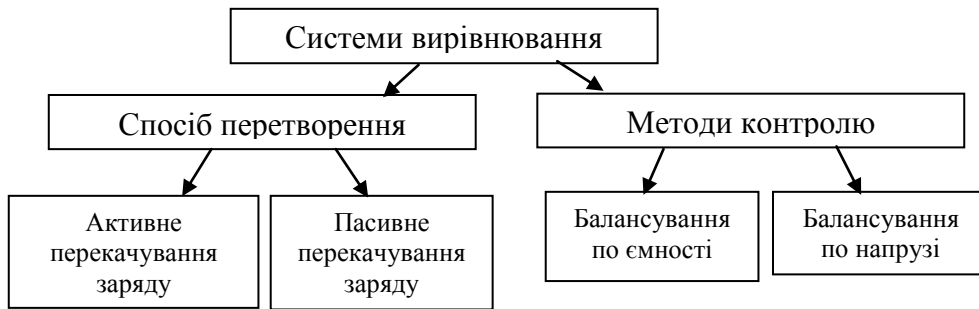 Системи вирівнювання
Спосіб перетворення
Методи контролю
Активне
перекачування
заряду
Пасивне
перекачування
заряду
Балансування
по ємності
Балансування
по напрузі